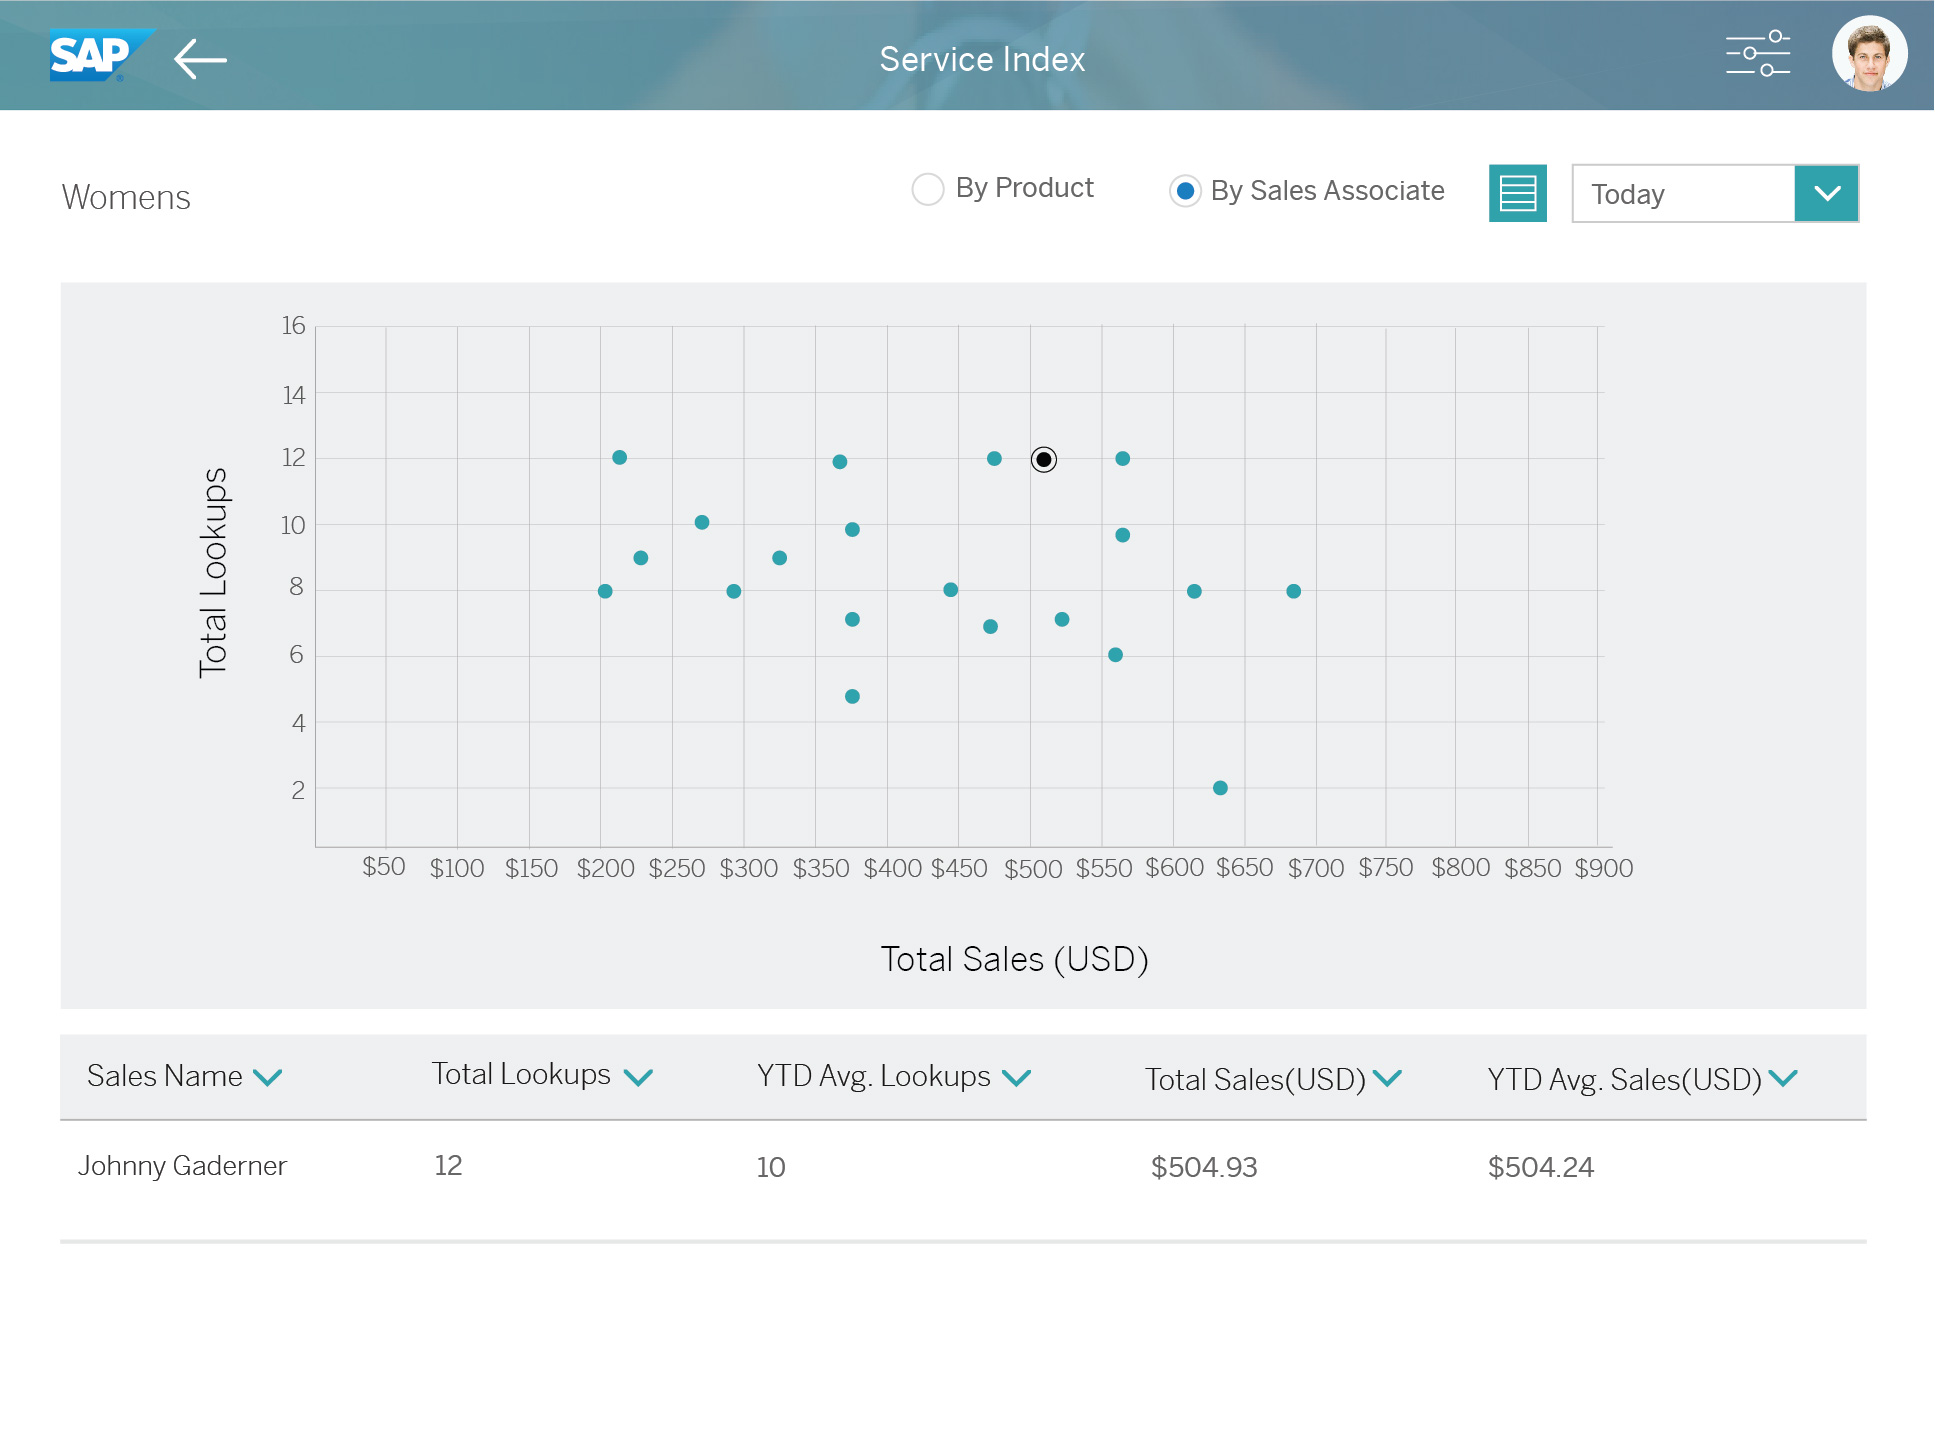 SAP
Service Index
Womens
By Product
By Sales Associate
Today
16
14
12
10
8
6
4
2
Total Lookups
$50 $100 $150 $200 $250 $300 $350 $400 $450 $500 $550 $600 $650 $700 $750 $800 $850 $900
Total Sales (USD)
Sales Name Total Lookups YTD Avg. Lookups Total Sales(USD) YTD Avg. Sales(USD)
Johnny Gaderner 12 10 $504.93 $504.24